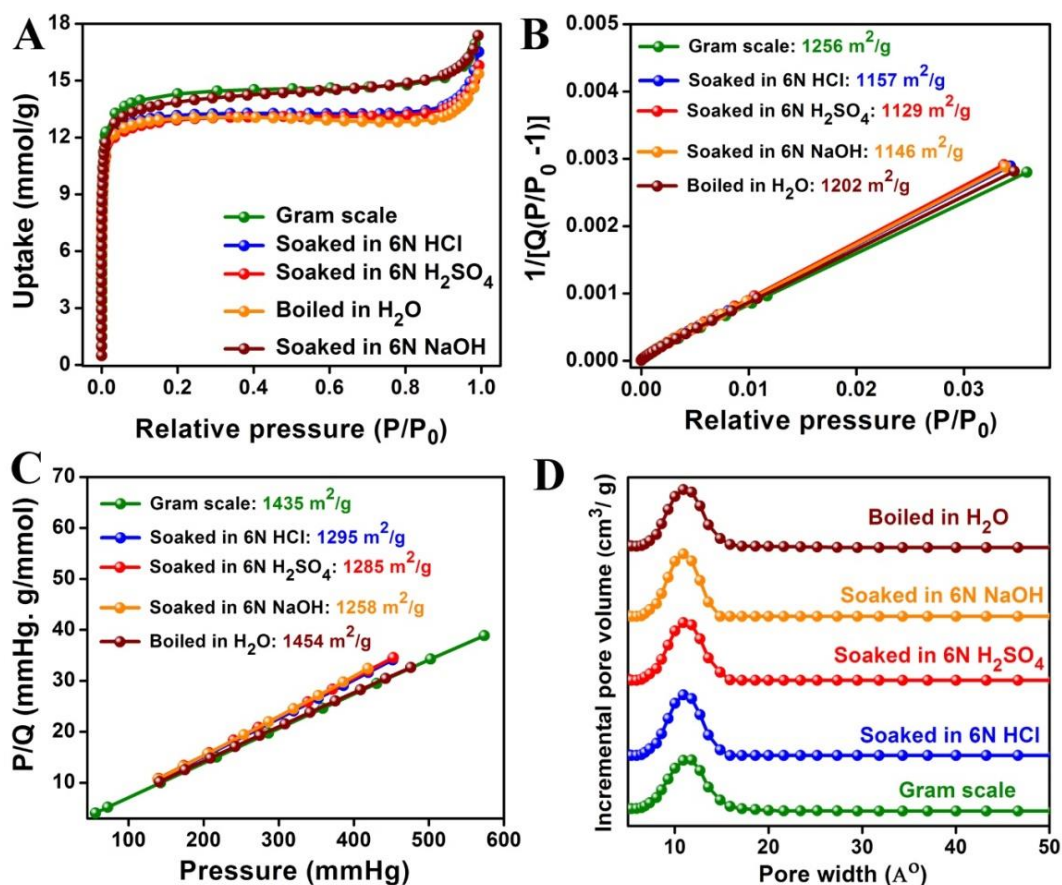 A
Uptake (mmol/g)
18
15
12
9
6
3
0
Gram scale
Soaked in 6N HCl
Soaked in 6N H₂SO₄
Boiled in H₂O
Soaked in 6N NaOH
0.0 0.2 0.4 0.6 0.8 1.0
Relative pressure (P/P₀)
B
1/[Q(P/P₀ -1)]
0.005
0.004
0.003
0.002
0.001
0.000
Gram scale: 1256 m²/g
Soaked in 6N HCl: 1157 m²/g
Soaked in 6N H₂SO₄: 1129 m²/g
Soaked in 6N NaOH: 1146 m²/g
Boiled in H₂O: 1202 m²/g
0.00 0.01 0.02 0.03
Relative pressure (P/P₀)
C
P/Q (mmHg. g/mmol)
70
60
50
40
30
20
10
Gram scale: 1435 m²/g
Soaked in 6N HCl: 1295 m²/g
Soaked in 6N H₂SO₄: 1285 m²/g
Soaked in 6N NaOH: 1258 m²/g
Boiled in H₂O: 1454 m²/g
100 200 300 400 500 600
Pressure (mmHg)
D
Incremental pore volume (cm³/ g)
Boiled in H₂O
Soaked in 6N NaOH
Soaked in 6N H₂SO₄
Soaked in 6N HCl
Gram scale
10 20 30 40 50
Pore width (A⁰)